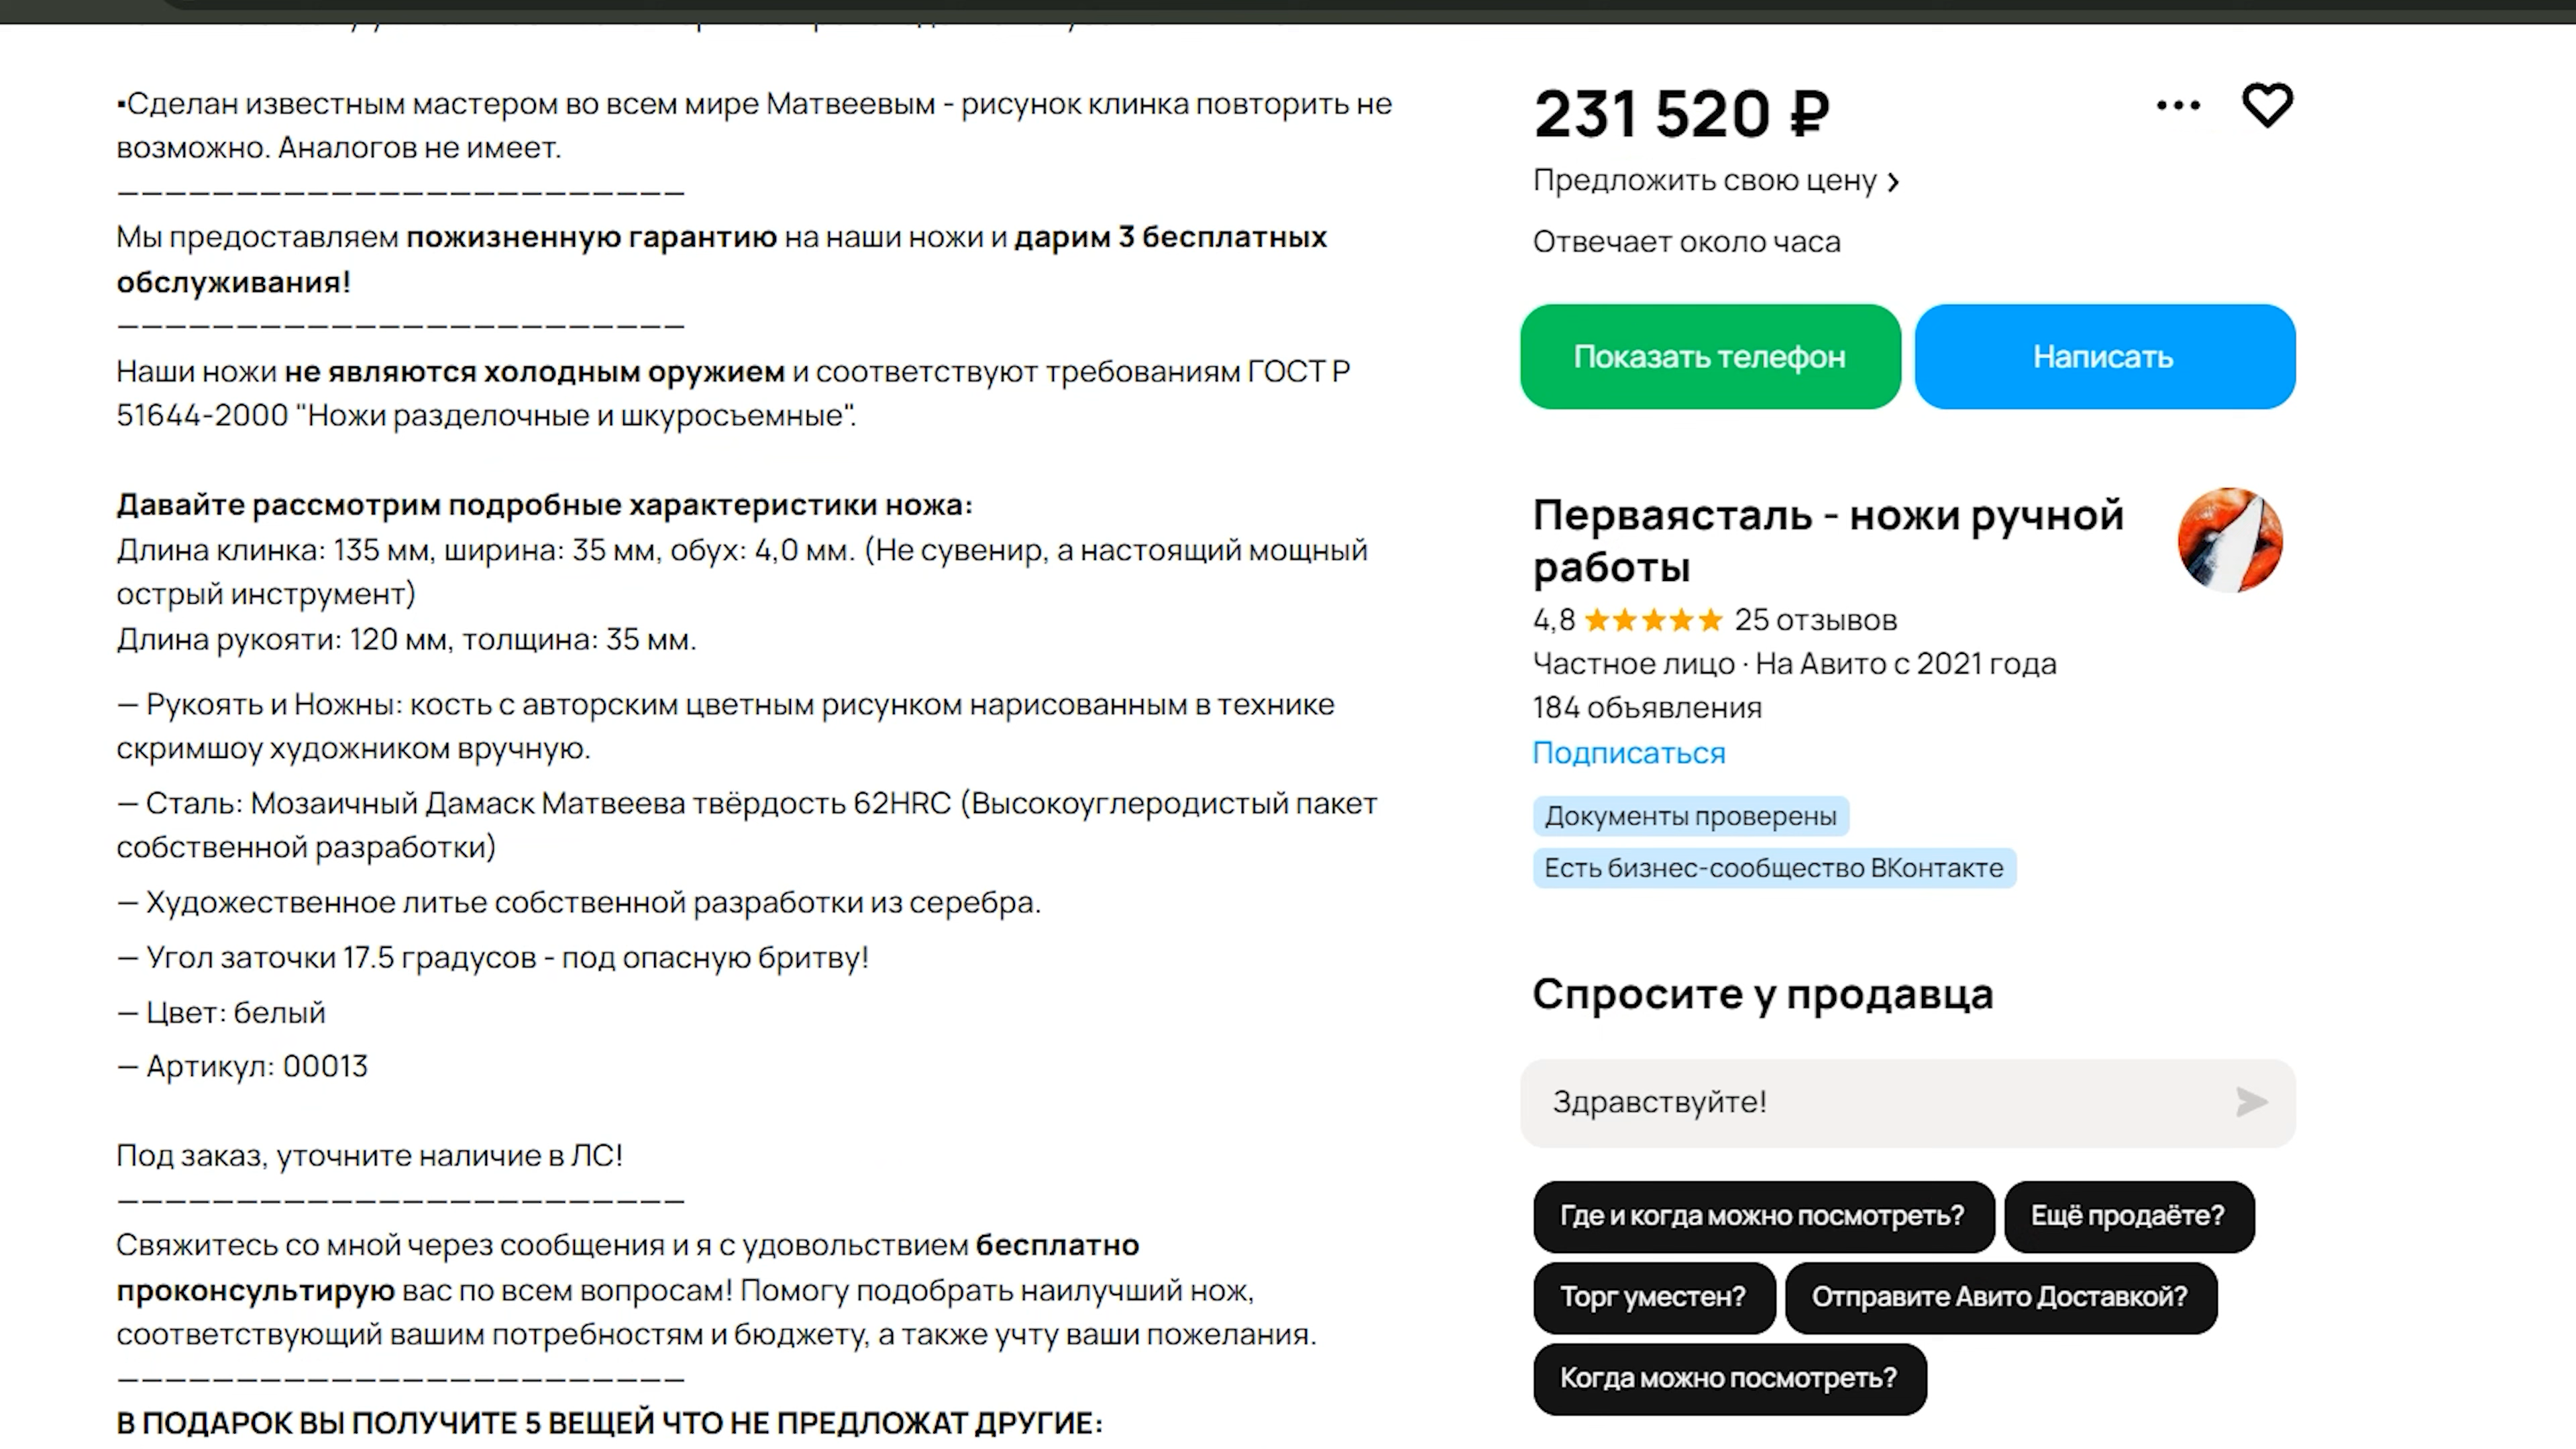 ▪Сделан известным мастером во всем мире Матвеевым - рисунок клинка повторить не
возможно. Аналогов не имеет.
————————————————————————
Мы предоставляем пожизненную гарантию на наши ножи и дарим 3 бесплатных
обслуживания!
————————————————————————
Наши ножи не являются холодным оружием и соответствуют требованиям ГОСТ Р
51644-2000 "Ножи разделочные и шкуросъемные".
Давайте рассмотрим подробные характеристики ножа:
Длина клинка: 135 мм, ширина: 35 мм, обух: 4,0 мм. (Не сувенир, а настоящий мощный
острый инструмент)
Длина рукояти: 120 мм, толщина: 35 мм.
— Рукоять и Ножны: кость с авторским цветным рисунком нарисованным в технике
скримшоу художником вручную.
— Сталь: Мозаичный Дамаск Матвеева твёрдость 62HRC (Высокоуглеродистый пакет
собственной разработки)
— Художественное литье собственной разработки из серебра.
— Угол заточки 17.5 градусов - под опасную бритву!
— Цвет: белый
— Артикул: 00013
Под заказ, уточните наличие в ЛС!
————————————————————————
Свяжитесь со мной через сообщения и я с удовольствием бесплатно
проконсультирую вас по всем вопросам! Помогу подобрать наилучший нож,
соответствующий вашим потребностям и бюджету, а также учту ваши пожелания.
————————————————————————
В ПОДАРОК ВЫ ПОЛУЧИТЕ 5 ВЕЩЕЙ ЧТО НЕ ПРЕДЛОЖАТ ДРУГИЕ:
231 520 ₽
Предложить свою цену
Отвечает около часа
Показать телефон
Написать
Перваясталь - ножи ручной
работы
4,8 ★★★★★ 25 отзывов
Частное лицо · На Авито с 2021 года
184 объявления
Подписаться
Документы проверены
Есть бизнес-сообщество ВКонтакте
Спросите у продавца
Здравствуйте!
Где и когда можно посмотреть?
Ещё продаёте?
Торг уместен?
Отправите Авито Доставкой?
Когда можно посмотреть?